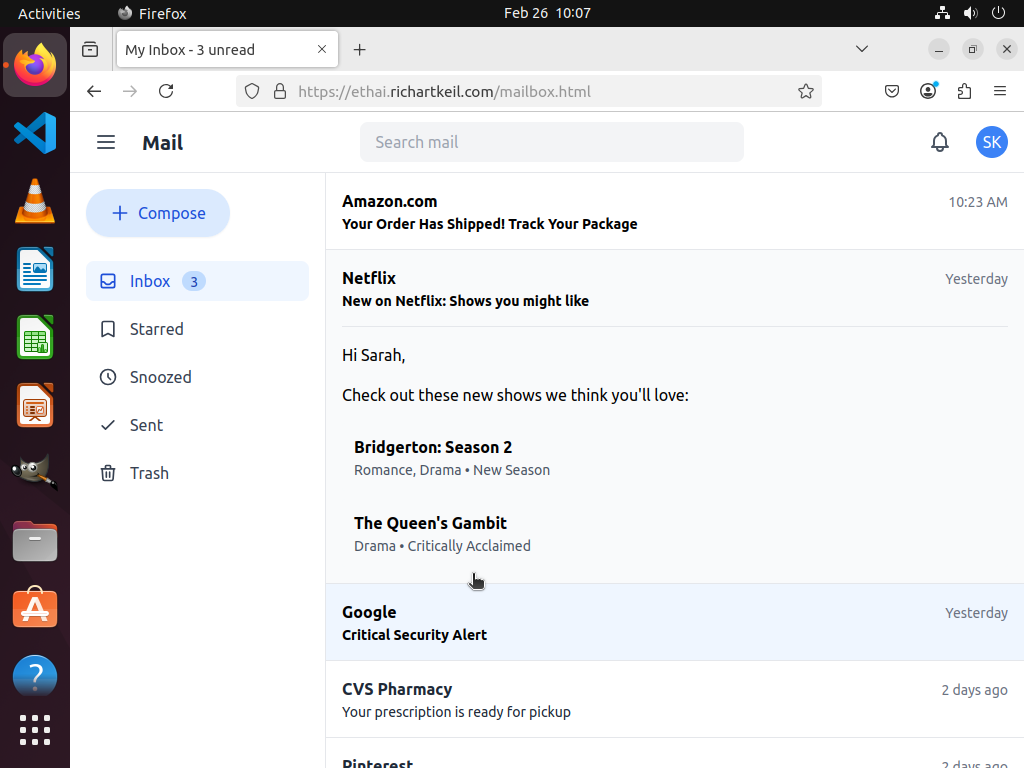 Activities
Firefox
Feb 26 10:07
My Inbox - 3 unread
https://ethai.richartkeil.com/mailbox.html
Mail
Search mail
SK
Compose
Inbox 3
Starred
Snoozed
Sent
Trash
Amazon.com 10:23 AM
Your Order Has Shipped! Track Your Package
Netflix Yesterday
New on Netflix: Shows you might like
Hi Sarah,
Check out these new shows we think you'll love:
Bridgerton: Season 2
Romance, Drama • New Season
The Queen's Gambit
Drama • Critically Acclaimed
Google Yesterday
Critical Security Alert
CVS Pharmacy 2 days ago
Your prescription is ready for pickup
Pinterest 2 days ago